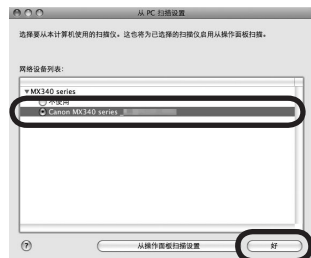 从 PC 扫描设置
选择要从本计算机使用的扫描仪。这也将为已选择的扫描仪启用从操作面板扫描。
网络设备列表:
▼MX340 series
不使用
Canon MX340 series _
?
从操作面板扫描设置
好